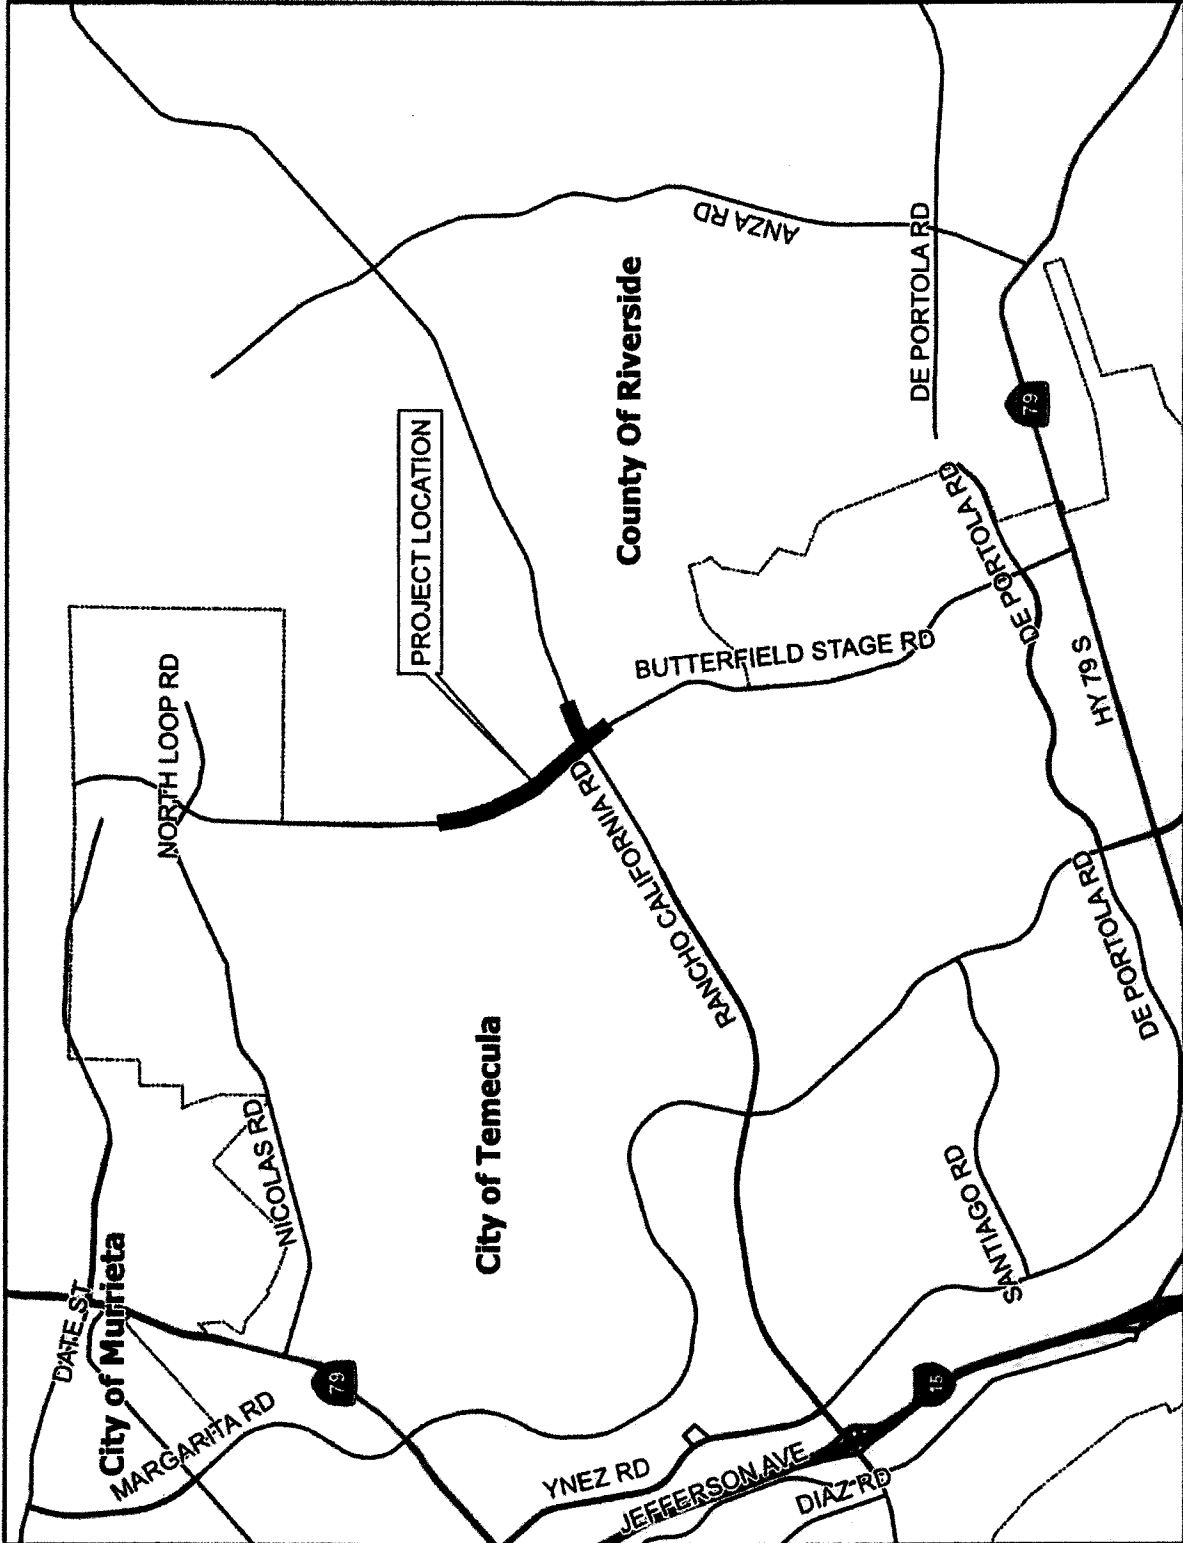 DATE ST
City of Murrieta
MARGARITA RD
79
NICOLAS RD
NORTH LOOP RD
PROJECT LOCATION
City of Temecula
County Of Riverside
ANZA RD
DE PORTOLA RD
79
DE PORTOLA RD
BUTTERFIELD STAGE RD
HY 79 S
RANCHO CALIFORNIA RD
DE PORTOLA RD
SANTIAGO RD
15
YNEZ RD
JEFFERSON AVE
DIAZ RD